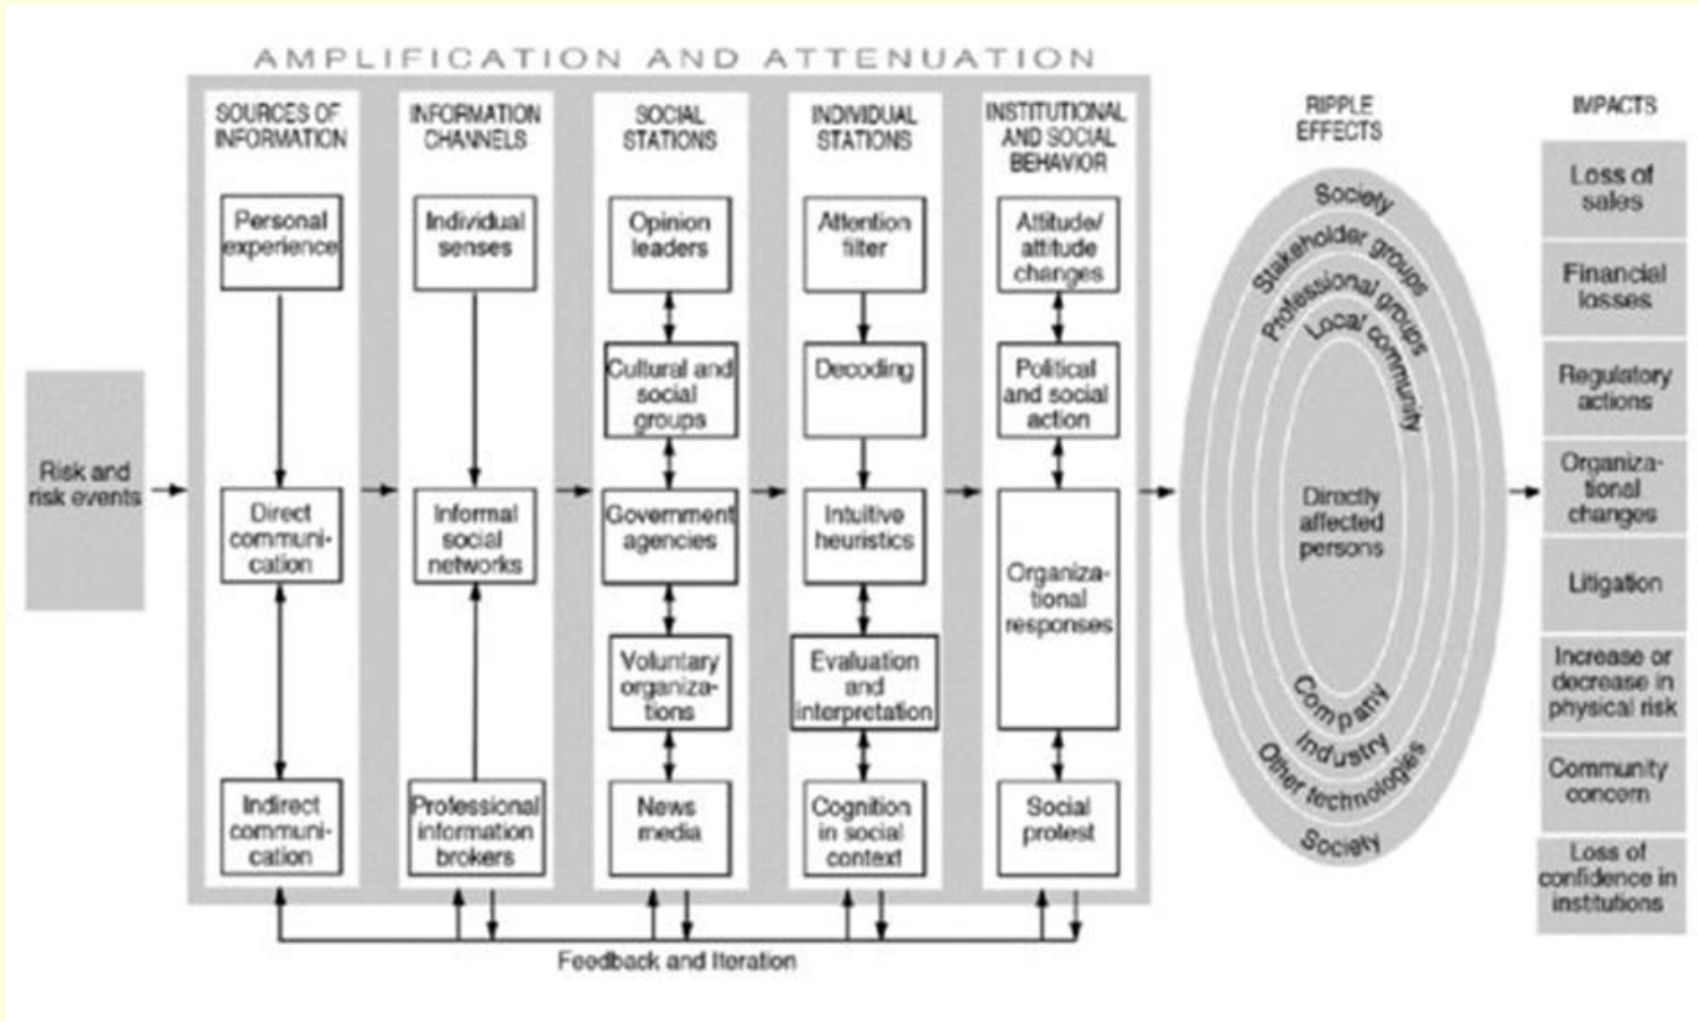 AMPLIFICATION AND ATTENUATION
SOURCES OF
INFORMATION
Personal
experience
Direct
communi-
cation
Indirect
communi-
cation
INFORMATION
CHANNELS
Individual
senses
Informal
social
networks
Professional
information
brokers
SOCIAL
STATIONS
Opinion
leaders
Cultural and
social
groups
Government
agencies
Voluntary
organiza-
tions
News
media
INDIVIDUAL
STATIONS
Attention
filter
Decoding
Intuitive
heuristics
Evaluation
and
interpretation
Cognition
in social
context
INSTITUTIONAL
AND SOCIAL
BEHAVIOR
Attitude/
attitude
changes
Political
and social
action
Organiza-
tional
responses
Social
protest
Risk and
risk events
Feedback and Iteration
RIPPLE
EFFECTS
Society
Stakeholder groups
Professional groups
Local community
Directly
affected
persons
Company
Industry
Other technologies
Society
IMPACTS
Loss of
sales
Financial
losses
Regulatory
actions
Organiza-
tional
changes
Litigation
Increase or
decrease in
physical risk
Community
concern
Loss of
confidence in
institutions